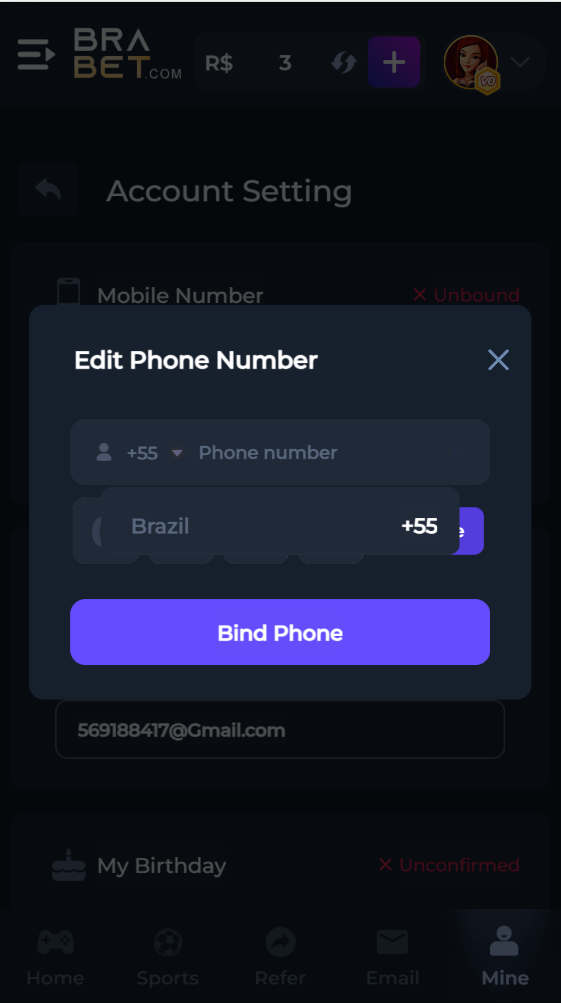 BRA
BET.COM
R$ 3
V0
Account Setting
Mobile Number
Unbound
Edit Phone Number
+55 Phone number
Brazil +55
Bind Phone
569188417@Gmail.com
My Birthday
Unconfirmed
Home
Sports
Refer
Email
Mine